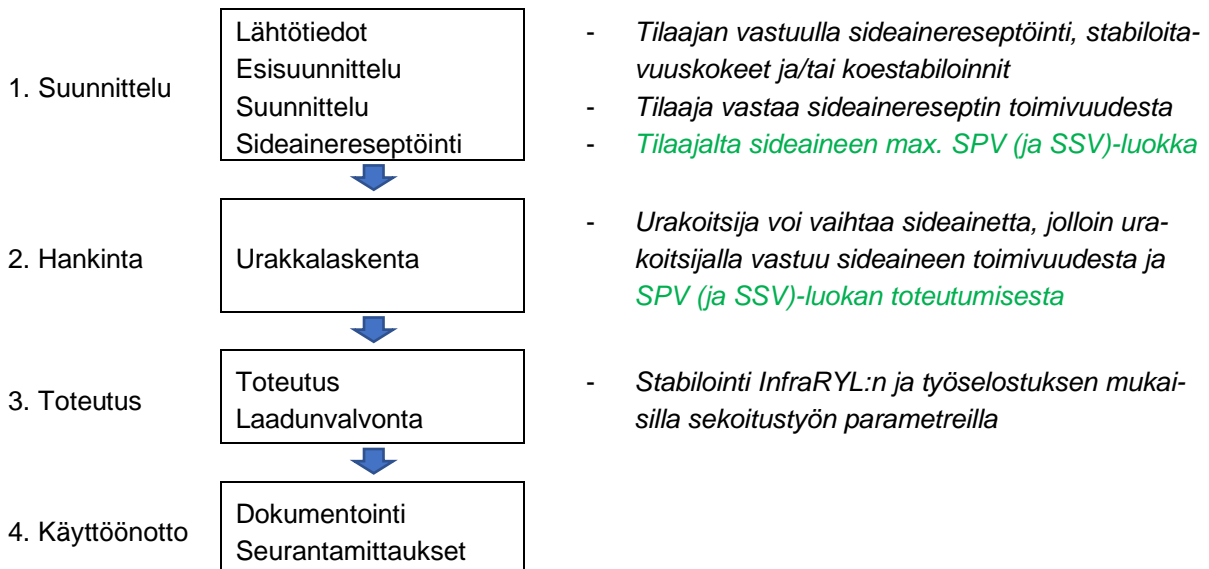 1. Suunnittelu
Lähtötiedot
Esisuunnittelu
Suunnittelu
Sideainereseptöinti
- Tilaajan vastuulla sideainereseptöinti, stabiloita-
vuuskokeet ja/tai koestabiloinnit
- Tilaaja vastaa sideainereseptin toimivuudesta
- Tilaajalta sideaineen max. SPV (ja SSV)-luokka
2. Hankinta
Urakkalaskenta
- Urakoitsija voi vaihtaa sideainetta, jolloin ura-
koitsijalla vastuu sideaineen toimivuudesta ja
SPV (ja SSV)-luokan toteutumisesta
3. Toteutus
Toteutus
Laadunvalvonta
- Stabilointi InfraRYL:n ja työselostuksen mukai-
silla sekoitustyön parametreilla
4. Käyttöönotto
Dokumentointi
Seurantamittaukset